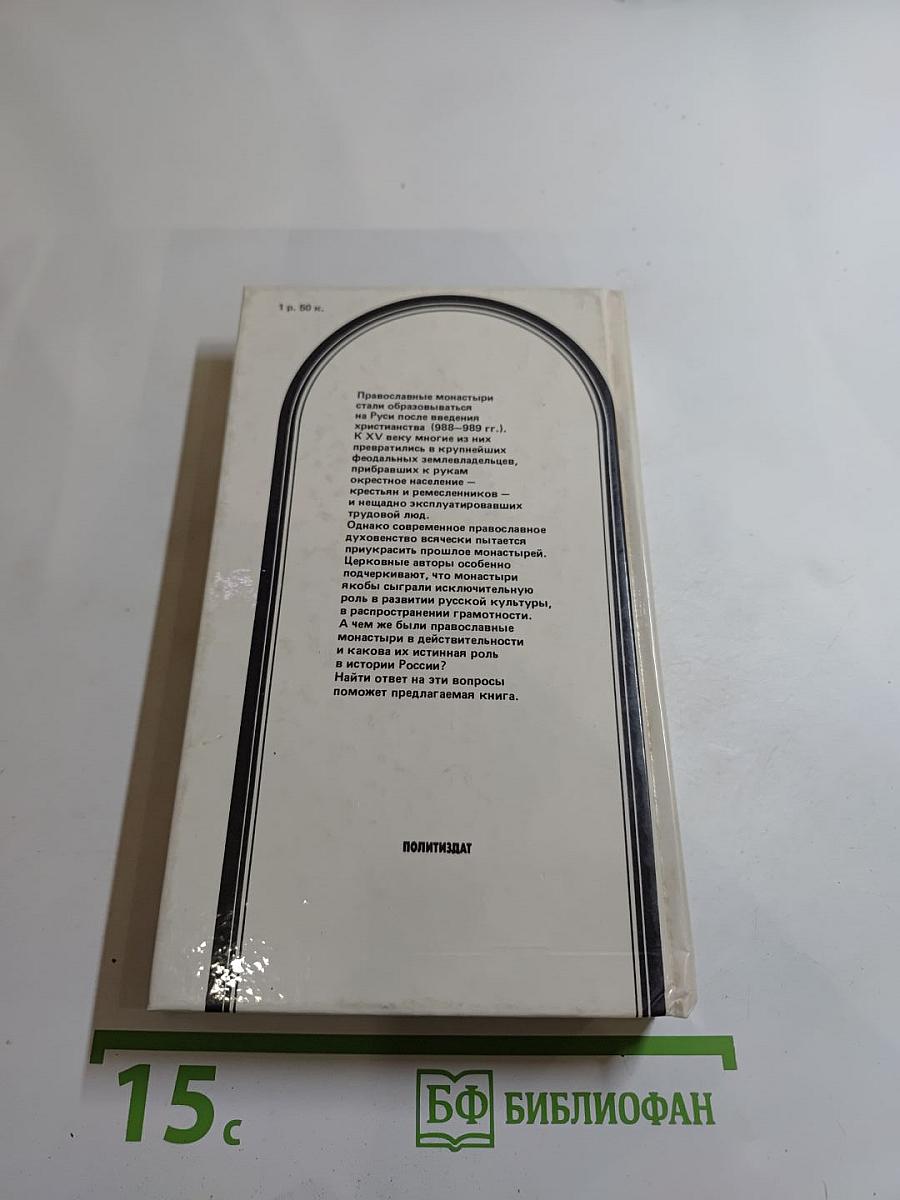 1 р. 50 к.
Православные монастыри
стали образовываться
на Руси после введения
христианства (988—989 гг.).
К XV веку многие из них
превратились в крупнейших
феодальных землевладельцев,
прибравших к рукам
окрестное население —
крестьян и ремесленников —
и нещадно эксплуатировавших
трудовой люд.
Однако современное православное
духовенство всячески пытается
приукрасить прошлое монастырей.
Церковные авторы особенно
подчеркивают, что монастыри
якобы сыграли исключительную
роль в развитии русской культуры,
в распространении грамотности.
А чем же были православные
монастыри в действительности
и какова их истинная роль
в истории России?
Найти ответ на эти вопросы
поможет предлагаемая книга.
ПОЛИТИЗДАТ
15 с
БФ БИБЛИОФАН